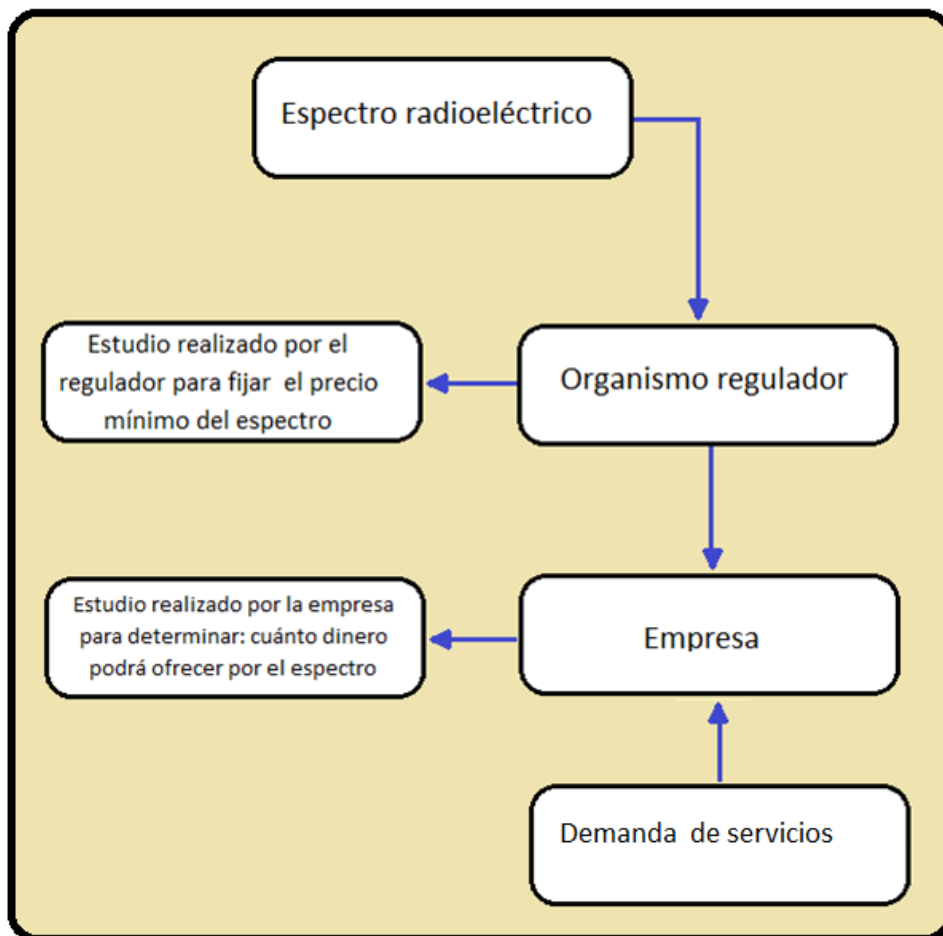 Espectro radioeléctrico
Estudio realizado por el
regulador para fijar el precio
mínimo del espectro
Organismo regulador
Estudio realizado por la empresa
para determinar: cuánto dinero
podrá ofrecer por el espectro
Empresa
Demanda de servicios